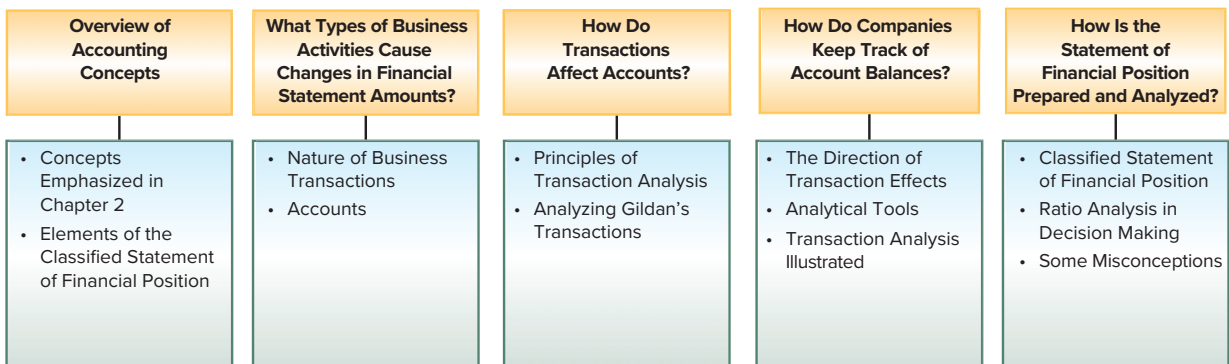 Overview of
Accounting
Concepts
• Concepts
Emphasized in
Chapter 2
• Elements of the
Classified Statement
of Financial Position
What Types of Business
Activities Cause
Changes in Financial
Statement Amounts?
• Nature of Business
Transactions
• Accounts
How Do
Transactions
Affect Accounts?
• Principles of
Transaction Analysis
• Analyzing Gildan’s
Transactions
How Do Companies
Keep Track of
Account Balances?
• The Direction of
Transaction Effects
• Analytical Tools
• Transaction Analysis
Illustrated
How Is the
Statement of
Financial Position
Prepared and Analyzed?
• Classified Statement
of Financial Position
• Ratio Analysis in
Decision Making
• Some Misconceptions